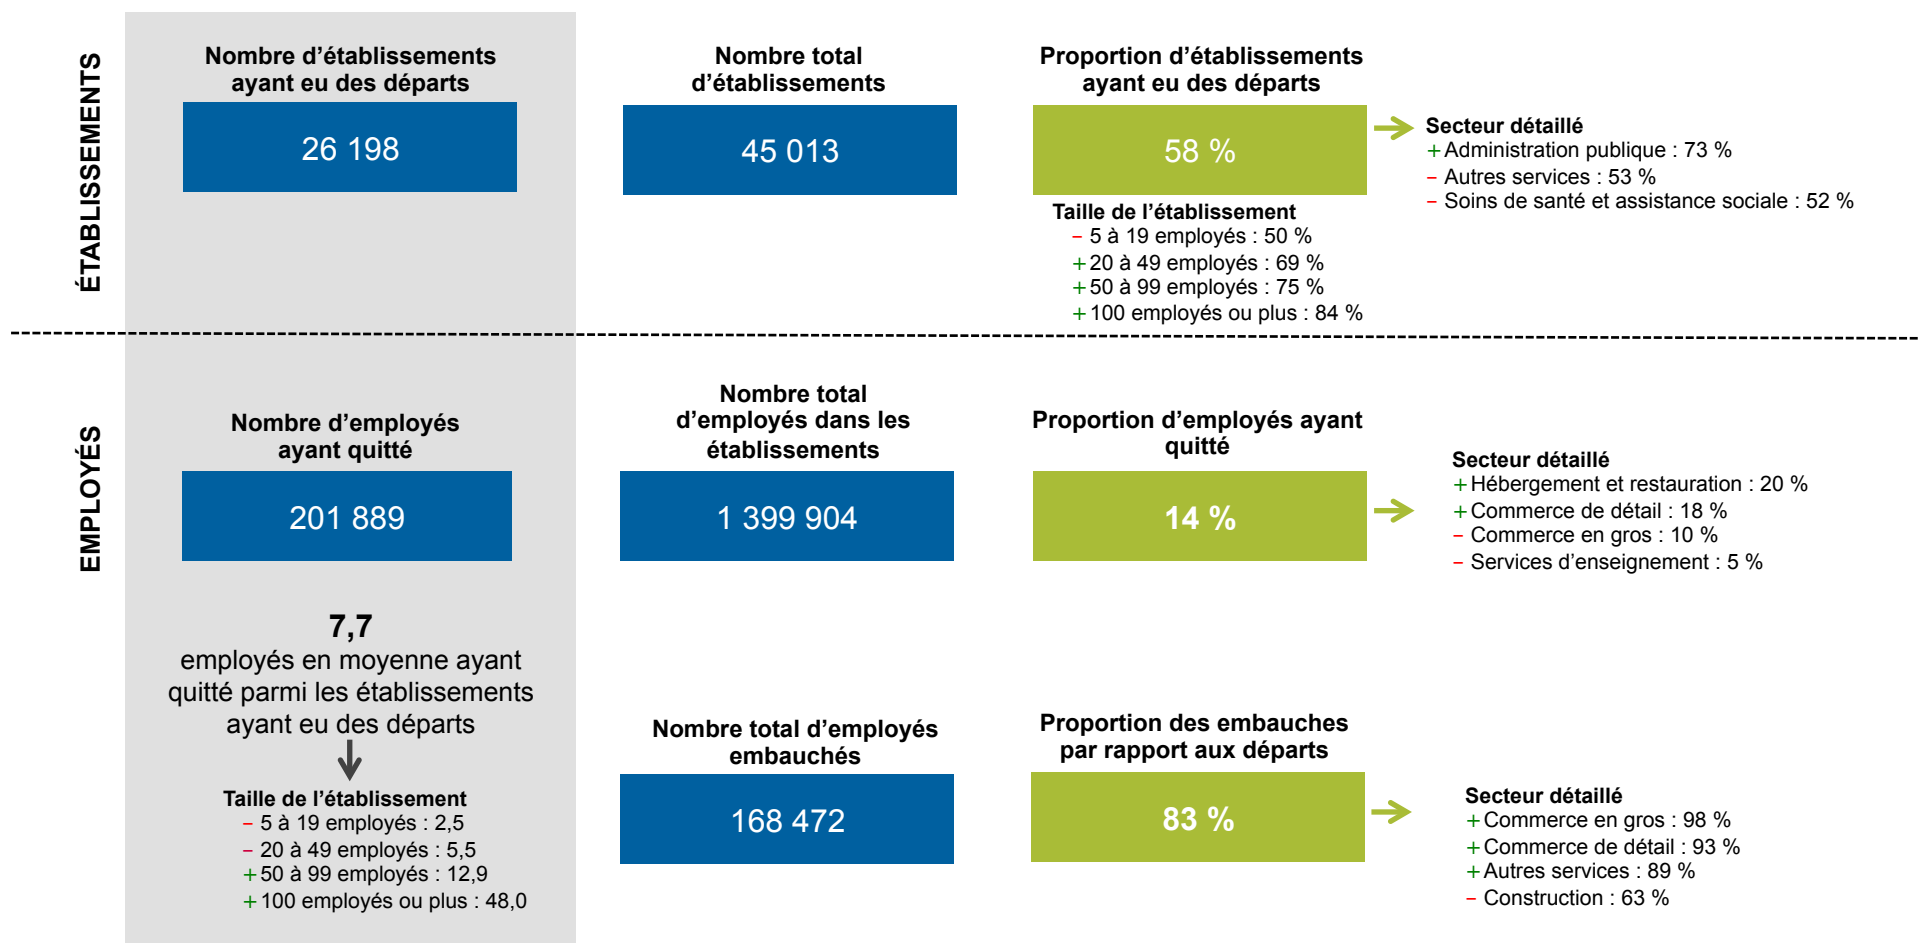 ÉTABLISSEMENTS
Nombre d’établissements
ayant eu des départs
26 198
Nombre total
d’établissements
45 013
Proportion d’établissements
ayant eu des départs
58 %
Secteur détaillé
+ Administration publique : 73 %
– Autres services : 53 %
– Soins de santé et assistance sociale : 52 %
Taille de l’établissement
– 5 à 19 employés : 50 %
+ 20 à 49 employés : 69 %
+ 50 à 99 employés : 75 %
+ 100 employés ou plus : 84 %
EMPLOYÉS
Nombre d’employés
ayant quitté
201 889
Nombre total
d’employés dans les
établissements
1 399 904
Proportion d’employés ayant
quitté
14 %
Secteur détaillé
+ Hébergement et restauration : 20 %
+ Commerce de détail : 18 %
– Commerce en gros : 10 %
– Services d’enseignement : 5 %
7,7
employés en moyenne ayant
quitté parmi les établissements
ayant eu des départs
Taille de l’établissement
– 5 à 19 employés : 2,5
– 20 à 49 employés : 5,5
+ 50 à 99 employés : 12,9
+ 100 employés ou plus : 48,0
Nombre total d’employés
embauchés
168 472
Proportion des embauches
par rapport aux départs
83 %
Secteur détaillé
+ Commerce en gros : 98 %
+ Commerce de détail : 93 %
+ Autres services : 89 %
– Construction : 63 %